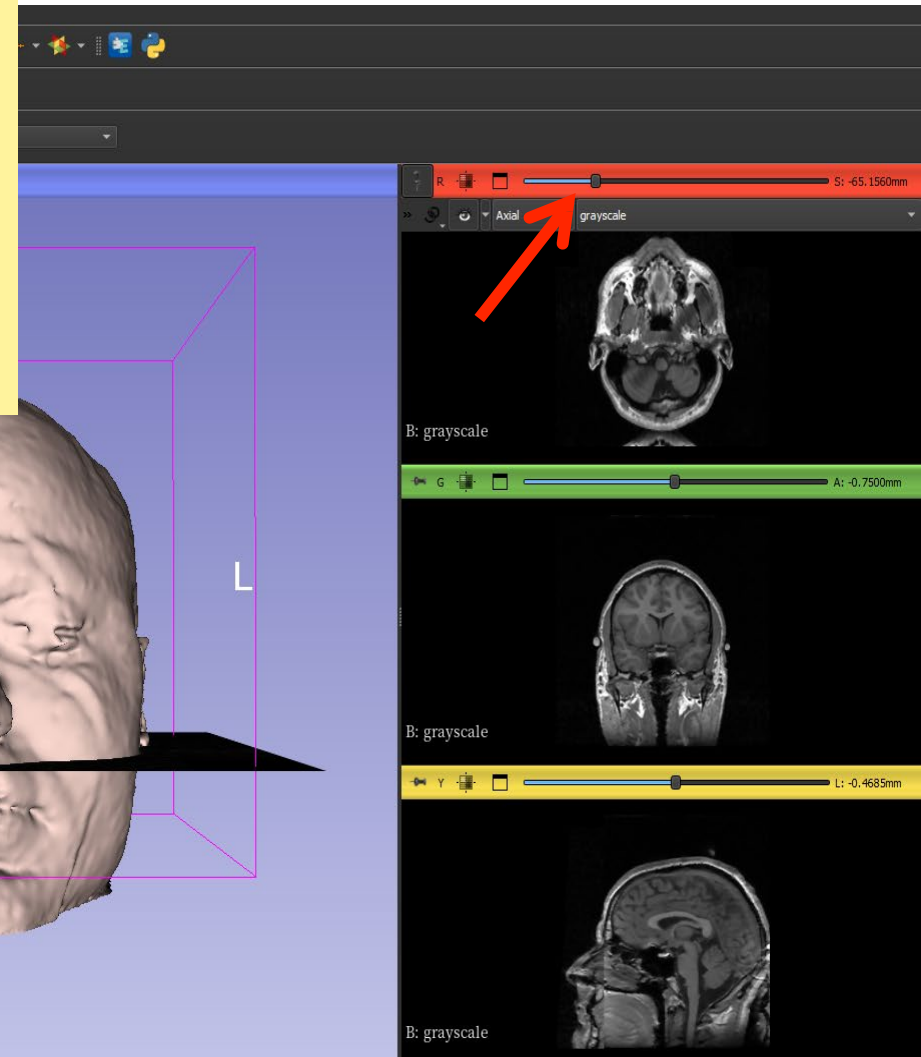 R S: -65.1560mm
» Axial grayscale
B: grayscale
G A: -0.7500mm
L
B: grayscale
Y L: -0.4685mm
B: grayscale